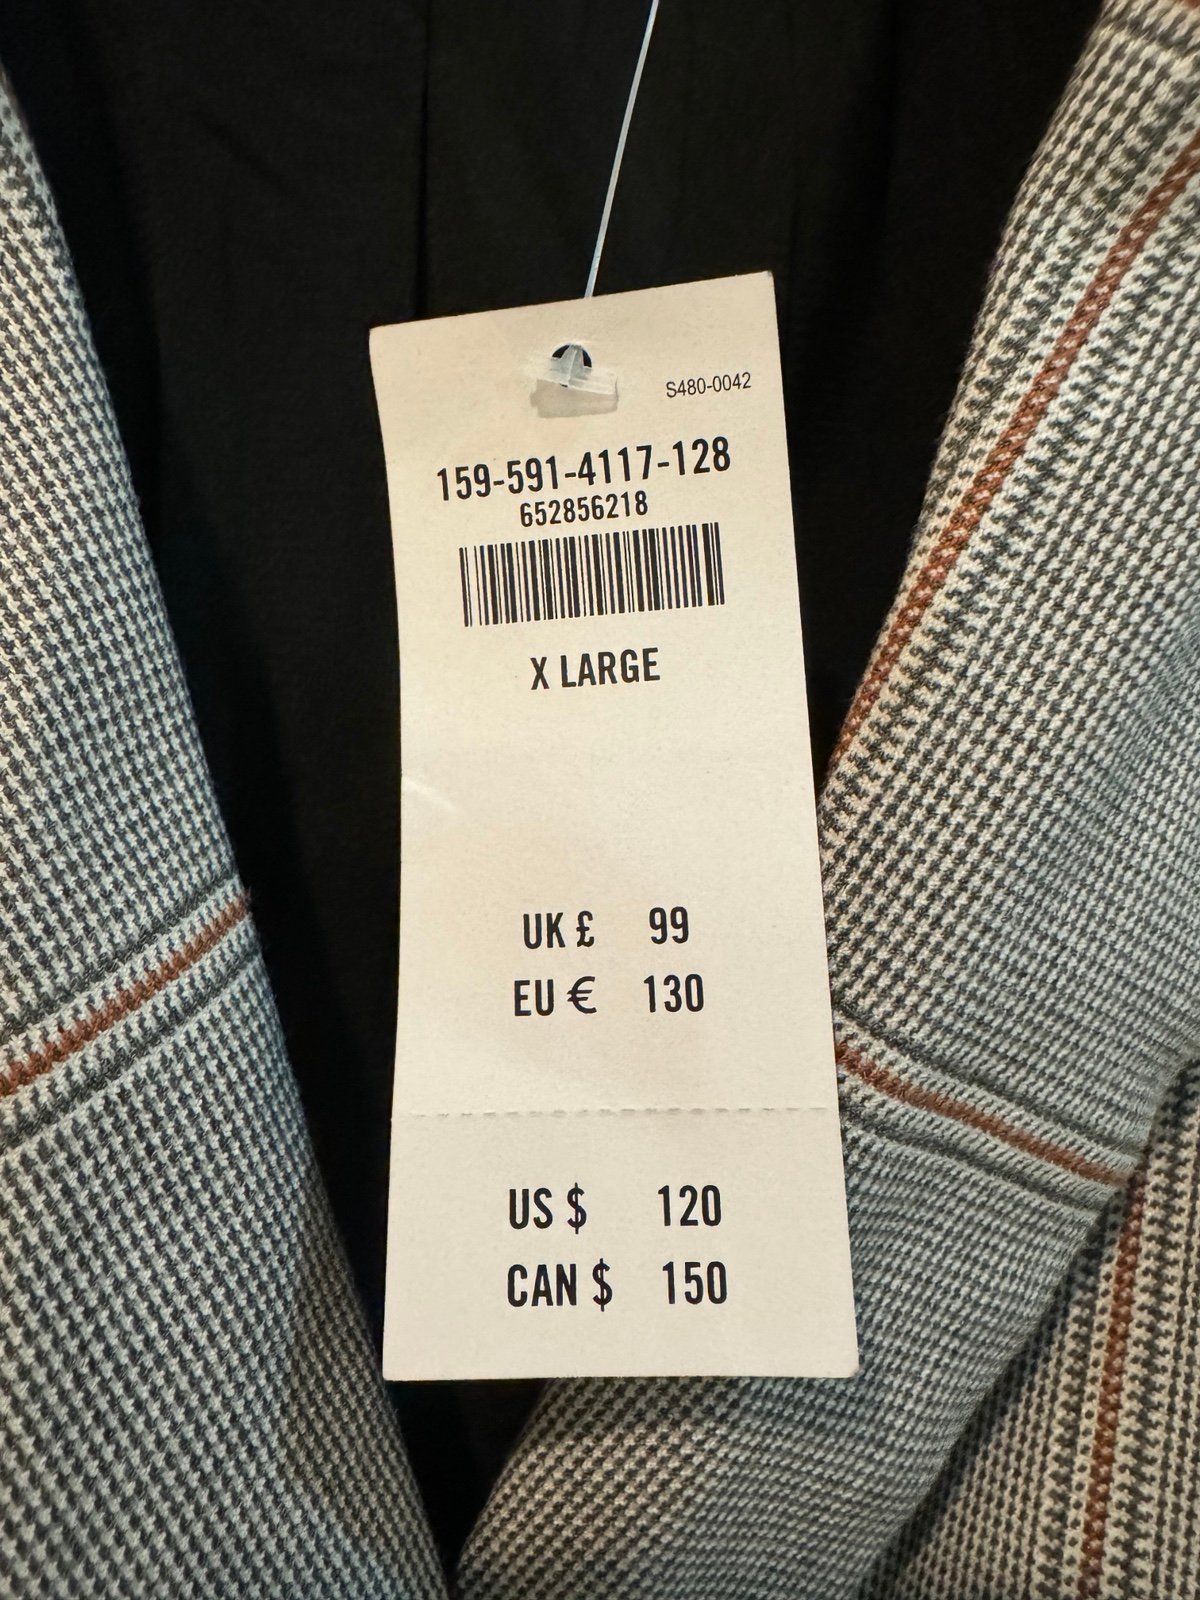 S480-0042
159-591-4117-128
652856218
X LARGE
UK £ 99
EU € 130
US $ 120
CAN $ 150